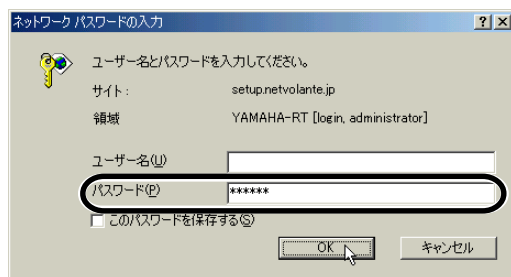 ネットワーク パスワードの入力
ユーザー名とパスワードを入力してください。
サイト: setup.netvolante.jp
領域 YAMAHA-RT [login, administrator]
ユーザー名(U)
パスワード(P) ******
このパスワードを保存する(S)
OK キャンセル